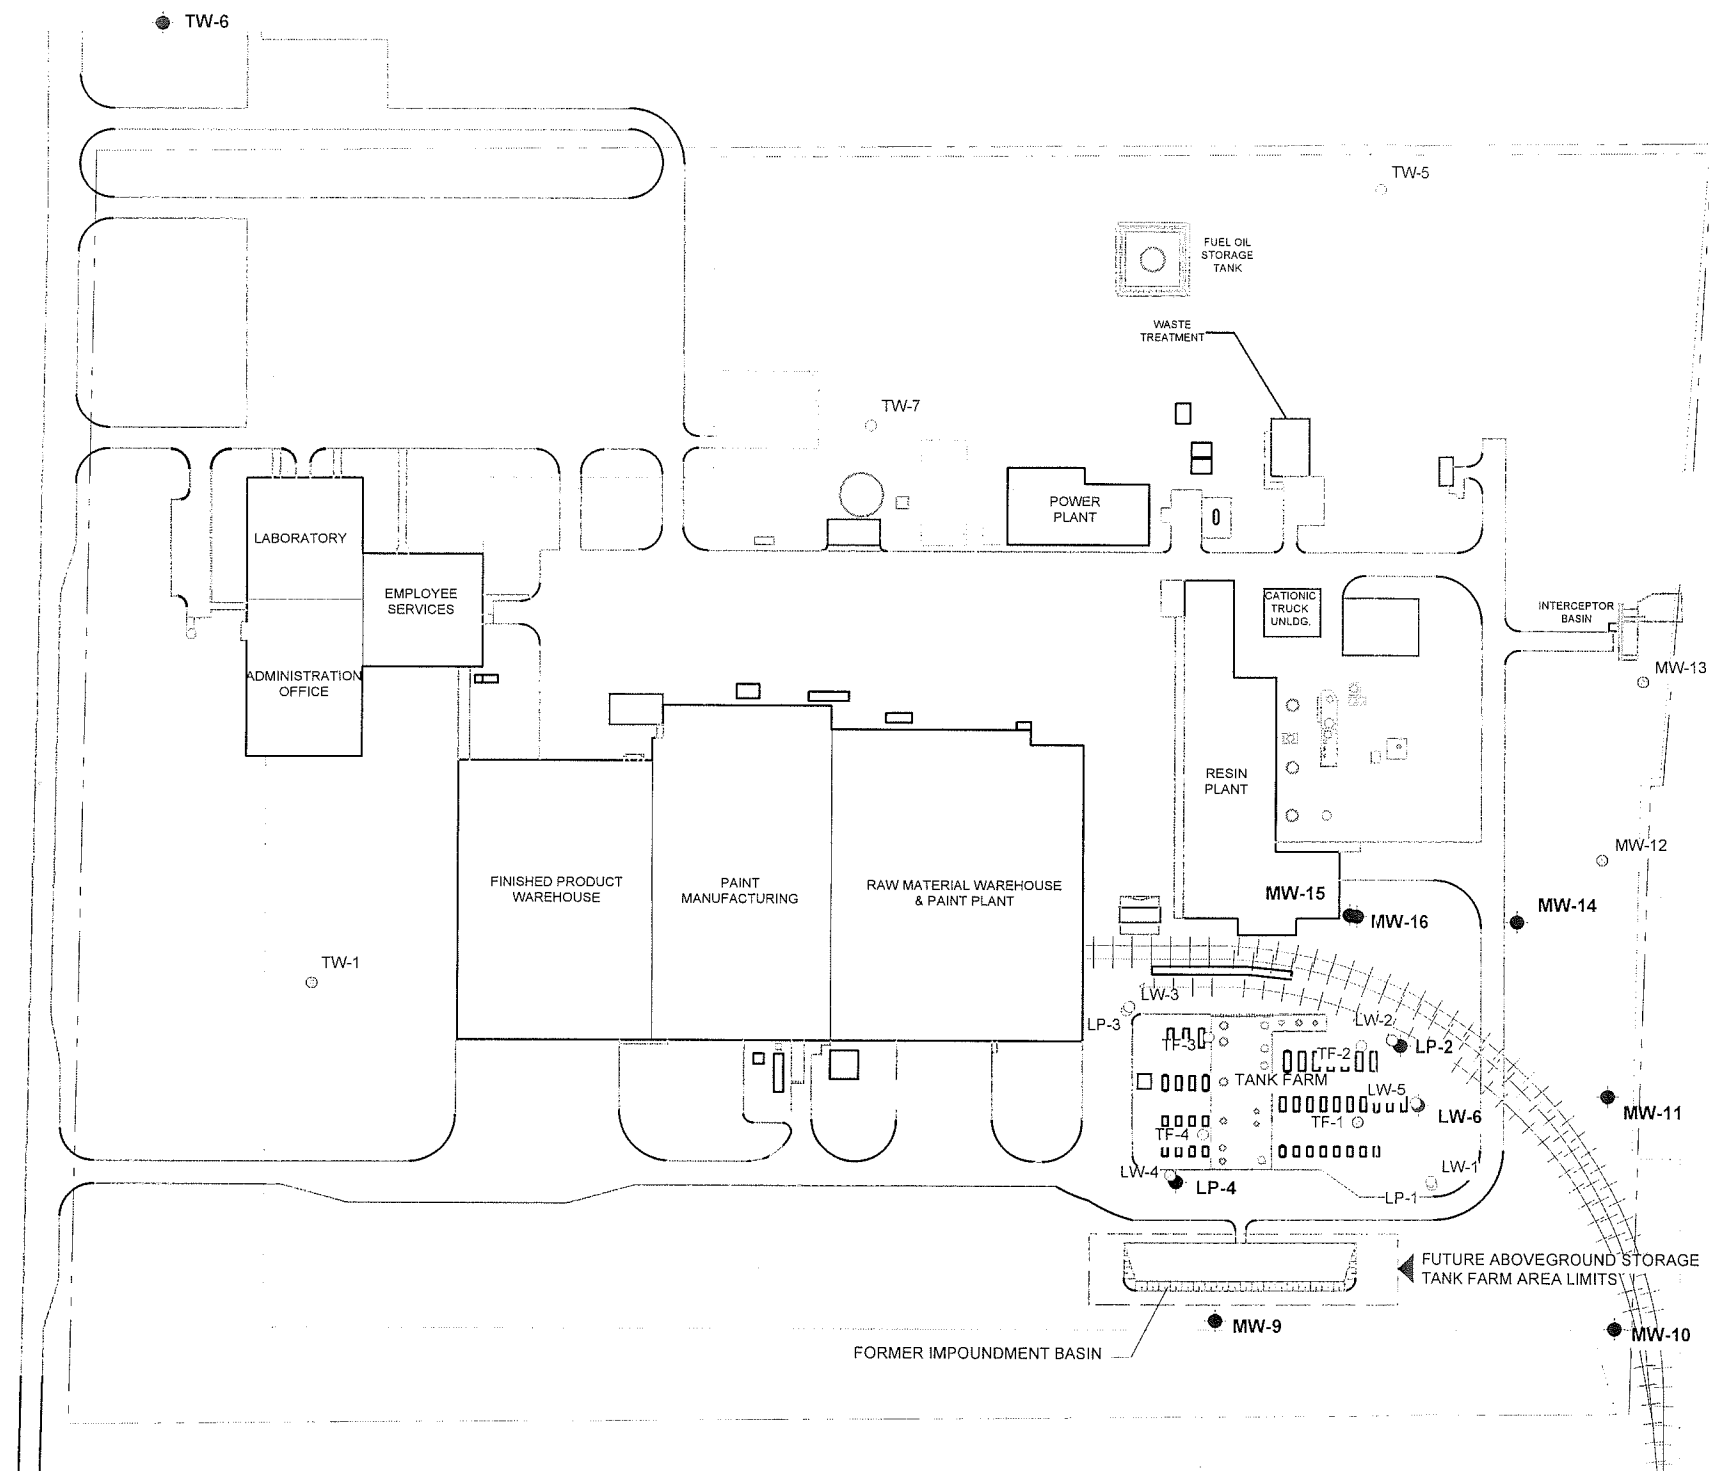 TW-6
TW-5
FUEL OIL
STORAGE
TANK
WASTE
TREATMENT
TW-7
POWER
PLANT
LABORATORY
EMPLOYEE
SERVICES
CATIONIC
TRUCK
UNLDG.
INTERCEPTOR
BASIN
MW-13
ADMINISTRATION
OFFICE
RESIN
PLANT
MW-12
FINISHED PRODUCT
WAREHOUSE
PAINT
MANUFACTURING
RAW MATERIAL WAREHOUSE
& PAINT PLANT
MW-15
MW-16
MW-14
TW-1
LW-3
LP-3
LW-2
TF-3
TF-2
LP-2
TANK FARM
LW-5
MW-11
LW-6
TF-1
TF-4
LW-4
LW-1
LP-4
LP-1
FUTURE ABOVEGROUND STORAGE
TANK FARM AREA LIMITS
MW-9
MW-10
FORMER IMPOUNDMENT BASIN